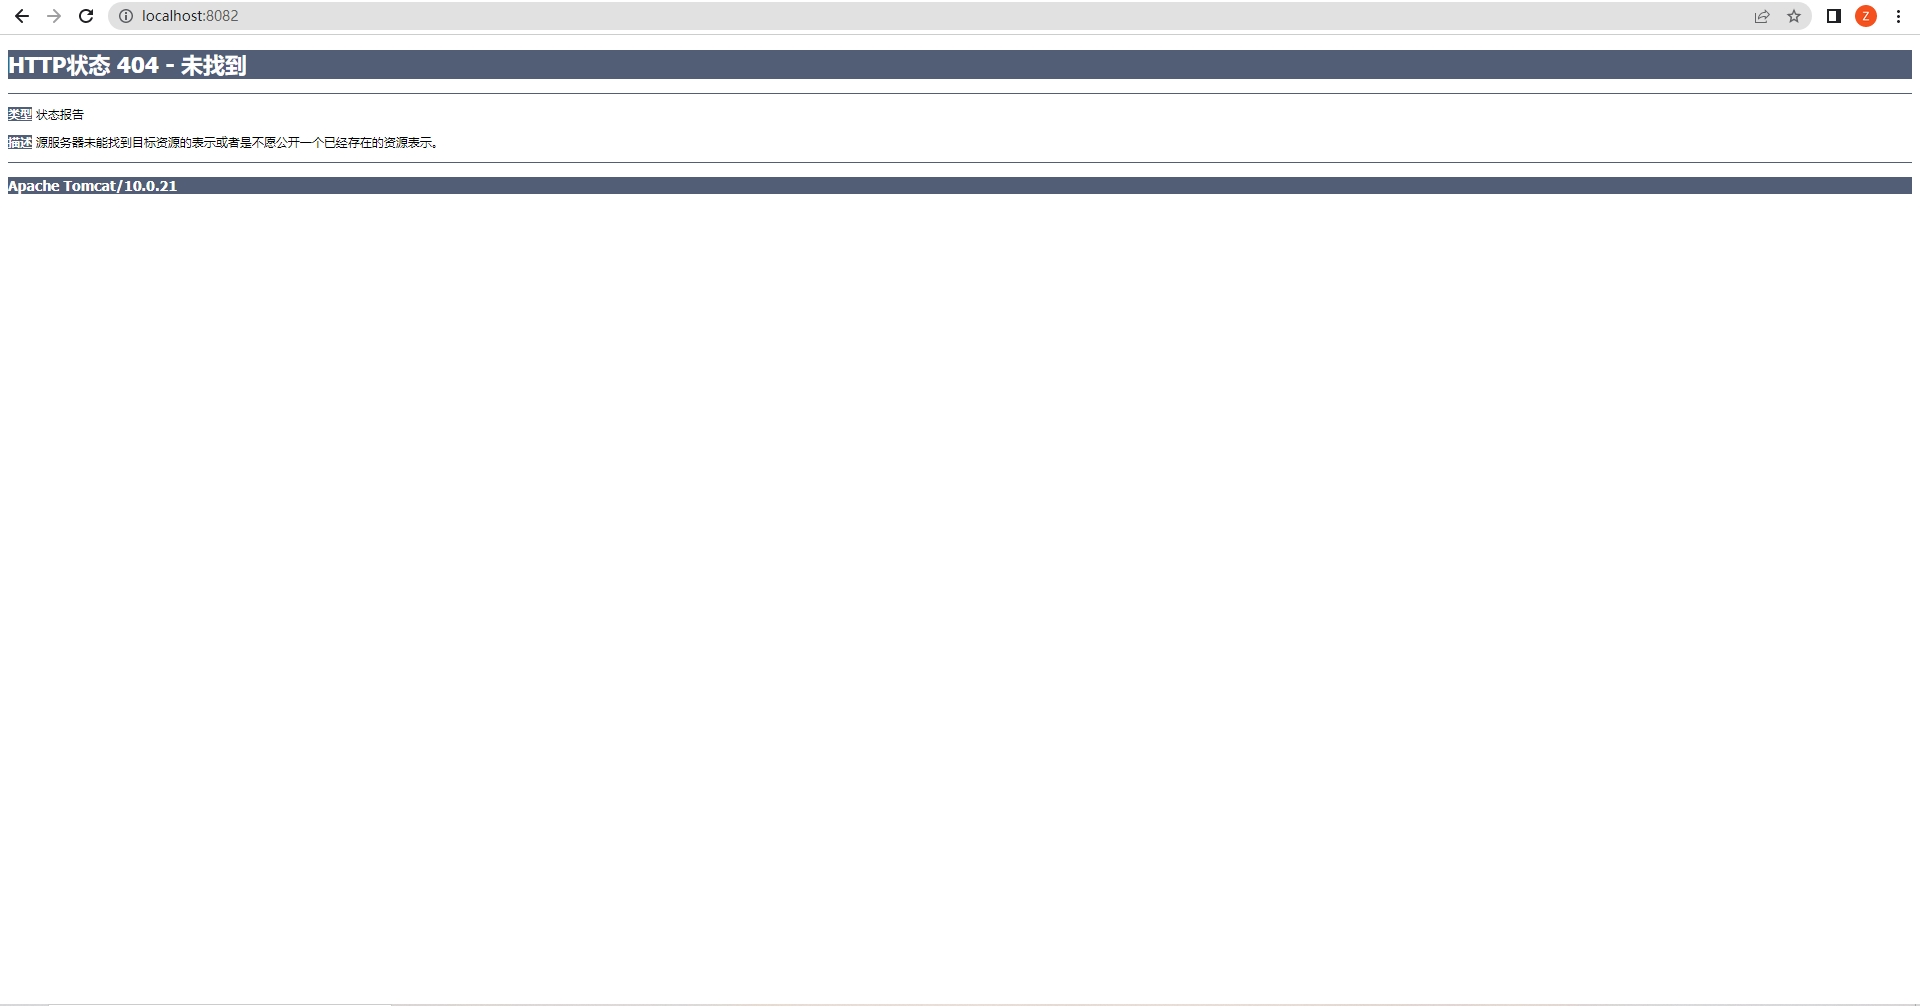 localhost:8082
Z
HTTP状态 404 - 未找到
类型 状态报告
描述 源服务器未能找到目标资源的表示或者是不愿公开一个已经存在的资源表示。
Apache Tomcat/10.0.21